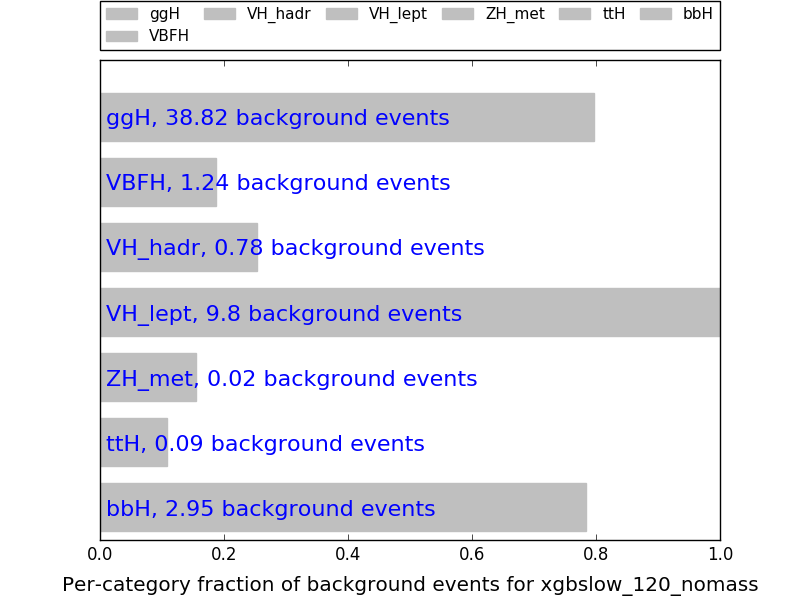 ggH VH_hadr VH_lept ZH_met ttH bbH
VBFH
ggH, 38.82 background events
VBFH, 1.24 background events
VH_hadr, 0.78 background events
VH_lept, 9.8 background events
ZH_met, 0.02 background events
ttH, 0.09 background events
bbH, 2.95 background events
0.0 0.2 0.4 0.6 0.8 1.0
Per-category fraction of background events for xgbslow_120_nomass